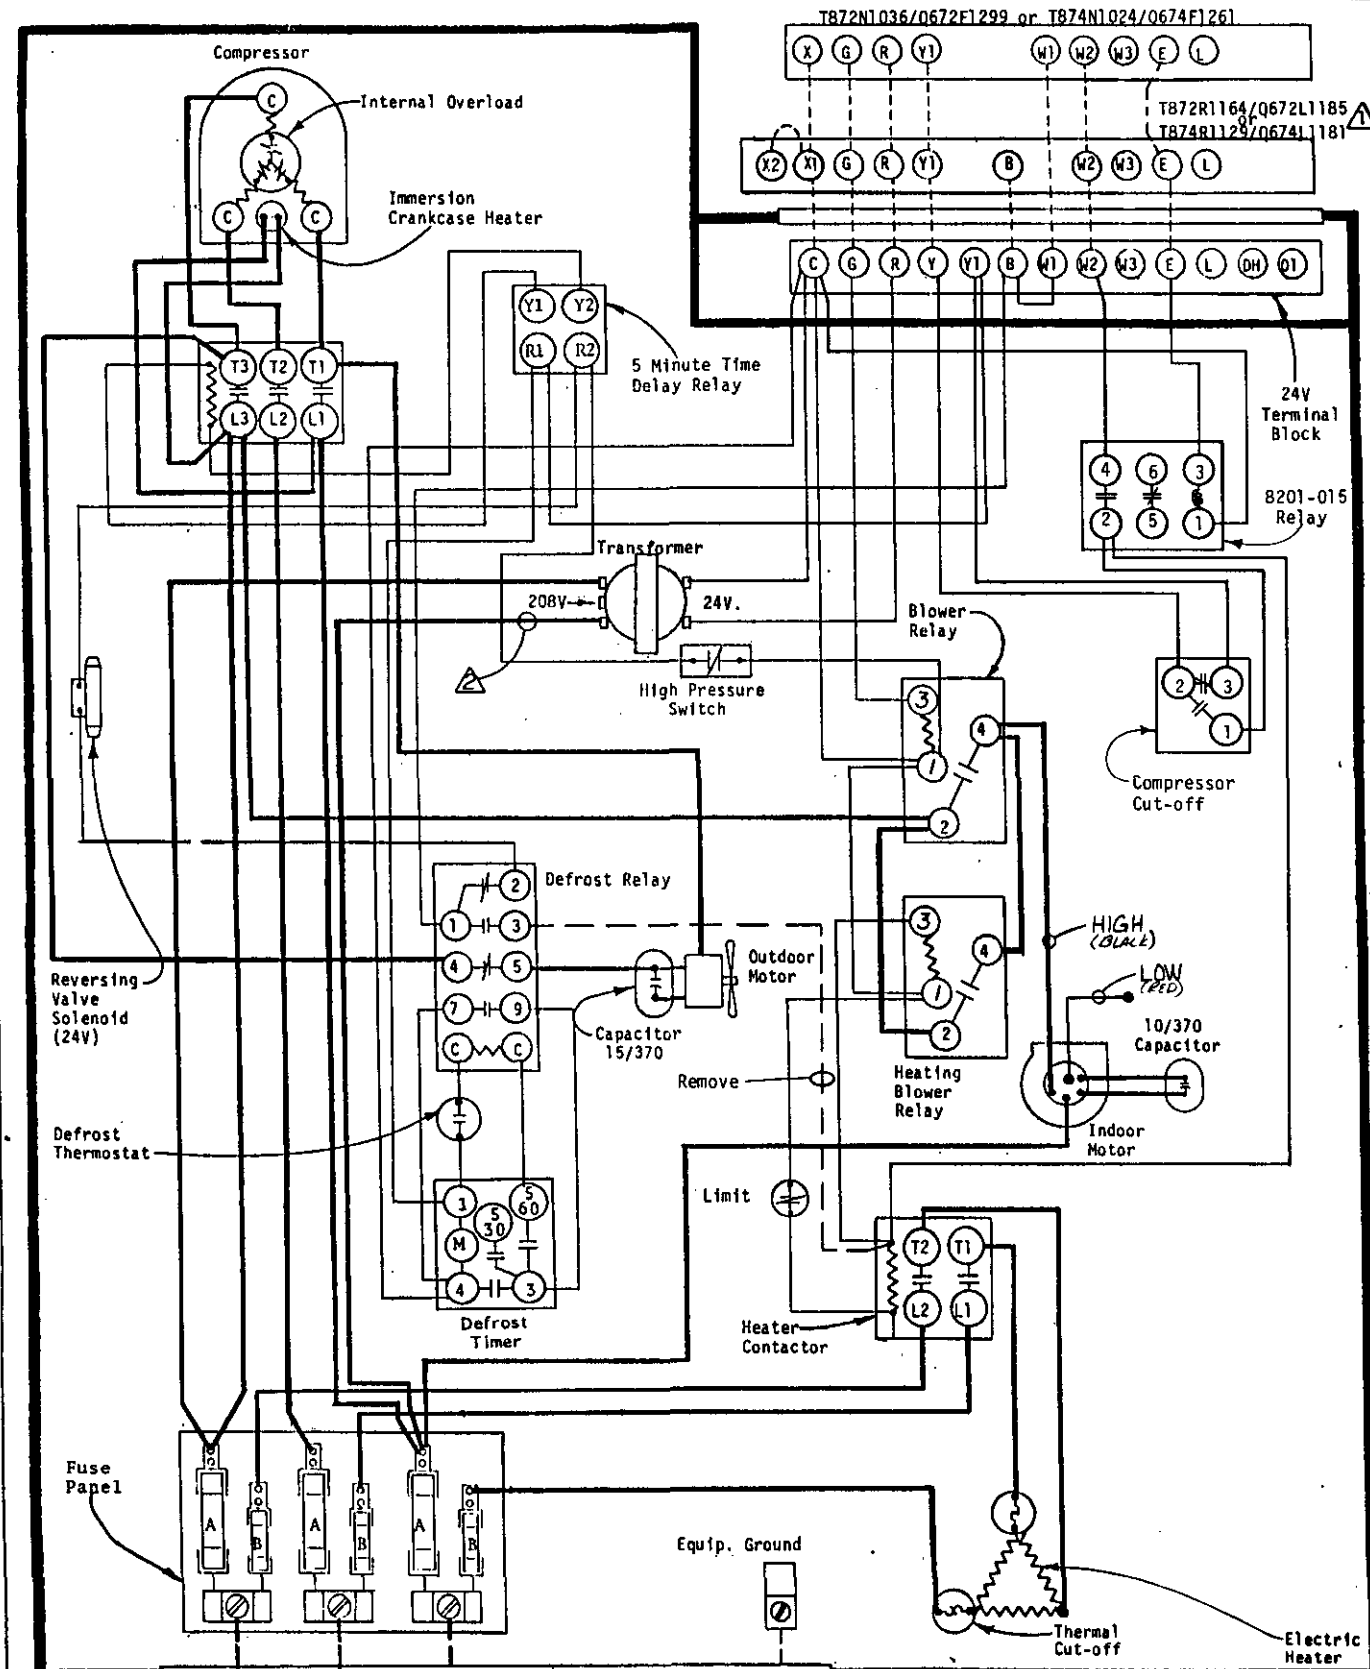 T872N1036/Q672F1299 or T874N1024/Q674F1261
X G R Y1 W1 W2 W3 E L
T872R1164/Q672L1185
or
T874R1129/Q674L1181
1
X2 X1 G R Y1 B W2 W3 E L
C G R Y Y1 B W1 W2 W3 E L DH O1
24V
Terminal
Block
Compressor
C
Internal Overload
C C
Immersion
Crankcase Heater
Y1 Y2
R1 R2
5 Minute Time
Delay Relay
T3 T2 T1
L3 L2 L1
4 6 3
2 5 1
8201-015
Relay
Transformer
208V
24V.
2
High Pressure
Switch
Blower
Relay
3
4
1
2
2 3
1
Compressor
Cut-off
Reversing
Valve
Solenoid
(24V)
Defrost Relay
2
1 3
4 5
7 9
C C
Outdoor
Motor
Capacitor
15/370
3
4
1
2
Heating
Blower
Relay
HIGH
(BLACK)
LOW
(RED)
10/370
Capacitor
Indoor
Motor
Remove
Defrost
Thermostat
Limit
1
S
30
S
60
M
4 3
Defrost
Timer
T2 T1
L2 L1
Heater
Contactor
Fuse
Panel
A B A B A B
Equip. Ground
Thermal
Cut-off
Electric
Heater